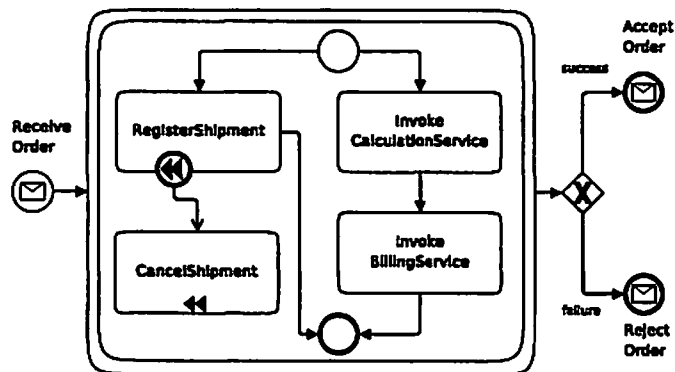 Accept
Order
success
Receive
Order
RegisterShipment
Invoke
CalculationService
X
CancelShipment
Invoke
BillingService
failure
Reject
Order